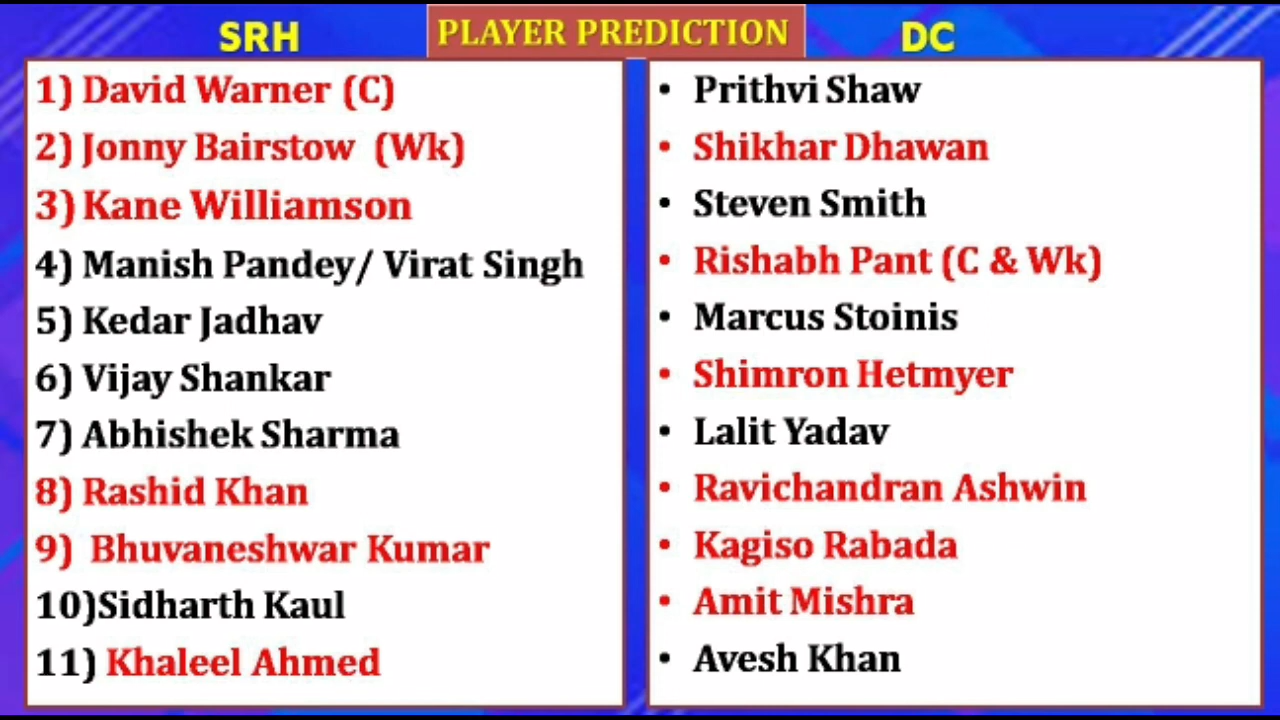 SRH
PLAYER PREDICTION
DC
1) David Warner (C)
2) Jonny Bairstow (Wk)
3) Kane Williamson
4) Manish Pandey/ Virat Singh
5) Kedar Jadhav
6) Vijay Shankar
7) Abhishek Sharma
8) Rashid Khan
9) Bhuvaneshwar Kumar
10)Sidharth Kaul
11) Khaleel Ahmed
• Prithvi Shaw
• Shikhar Dhawan
• Steven Smith
• Rishabh Pant (C & Wk)
• Marcus Stoinis
• Shimron Hetmyer
• Lalit Yadav
• Ravichandran Ashwin
• Kagiso Rabada
• Amit Mishra
• Avesh Khan